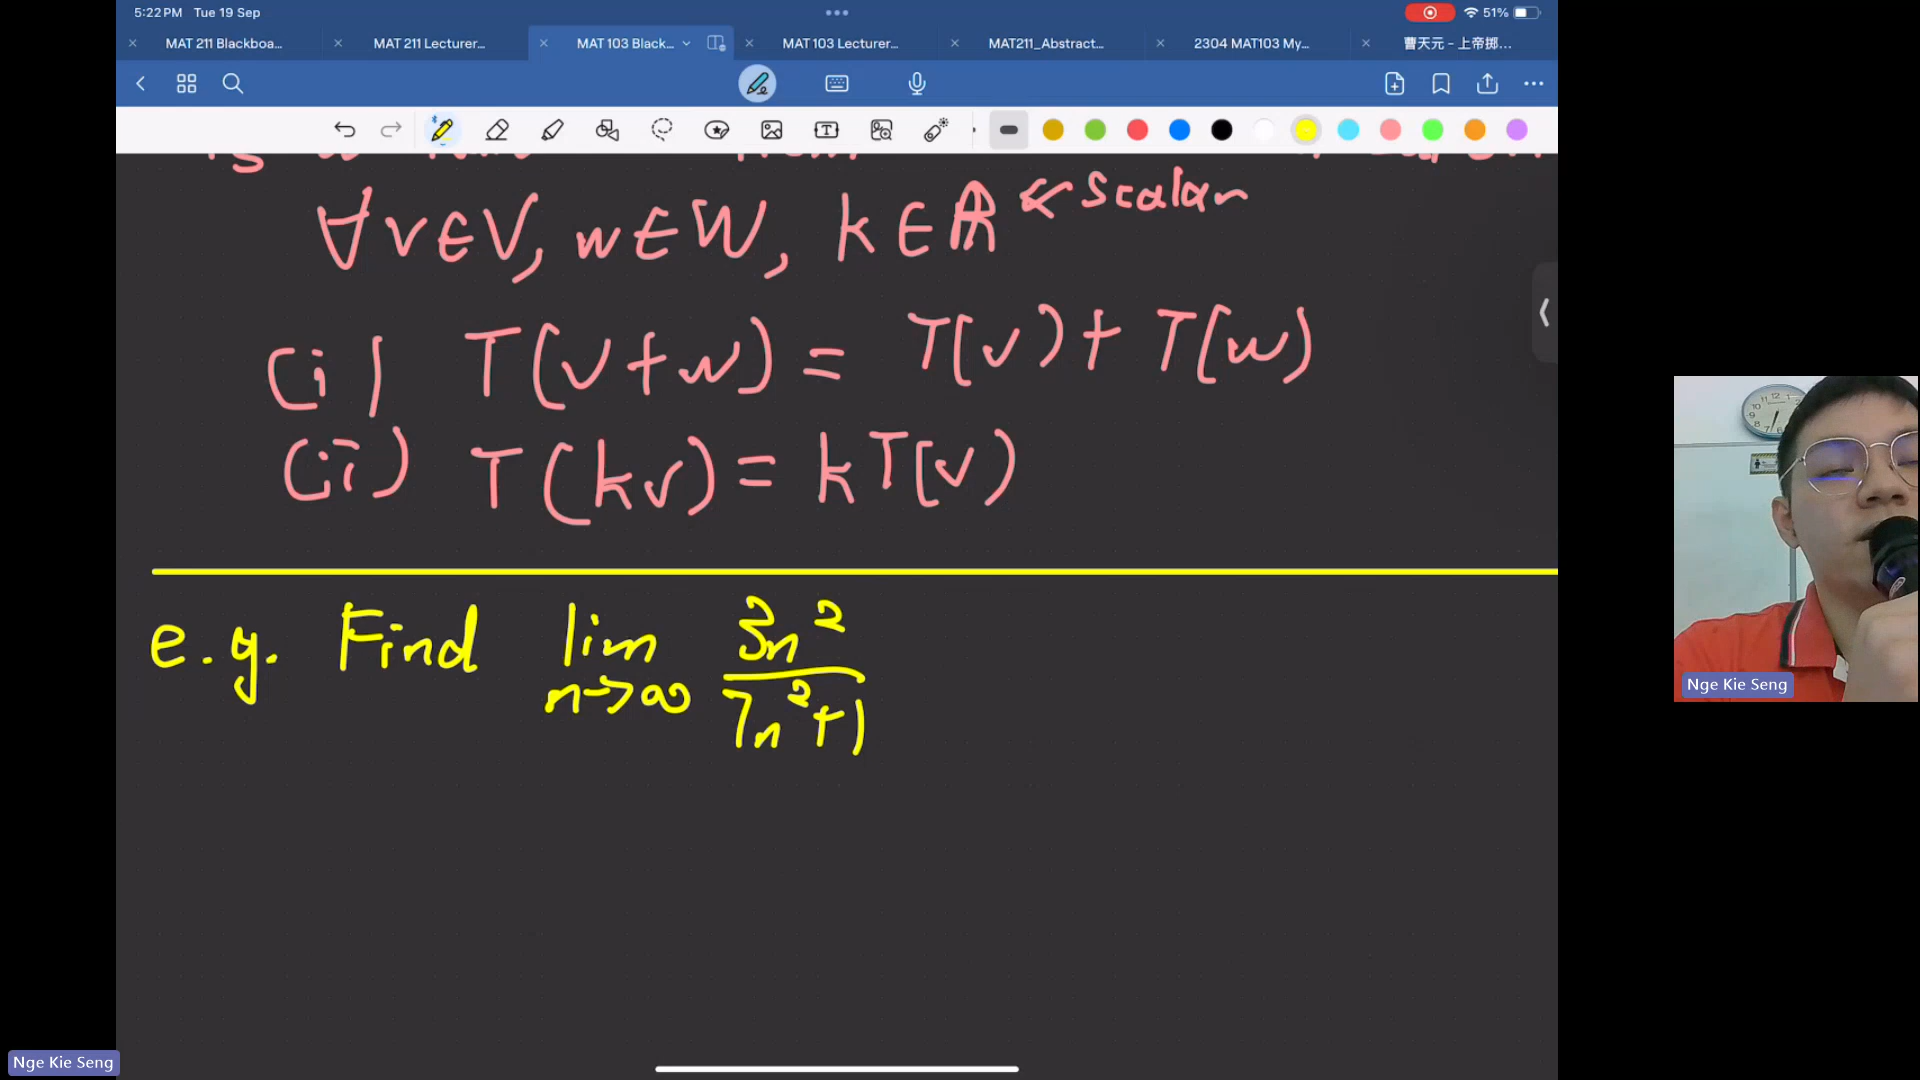 5:22 PM Tue 19 Sep
51%
MAT 211 Blackboa...
MAT 211 Lecturer...
MAT 103 Black...
MAT 103 Lecturer...
MAT211_Abstract...
2304 MAT103 My...
曹天元 - 上帝掷...
∀v∈V, w∈W, k∈ℝ ← Scalar
(i) T(v+w) = T(v) + T(w)
(ii) T(kv) = kT(v)
e.g. Find lim n→∞ 3n²/7n²+1
Nge Kie Seng
Nge Kie Seng